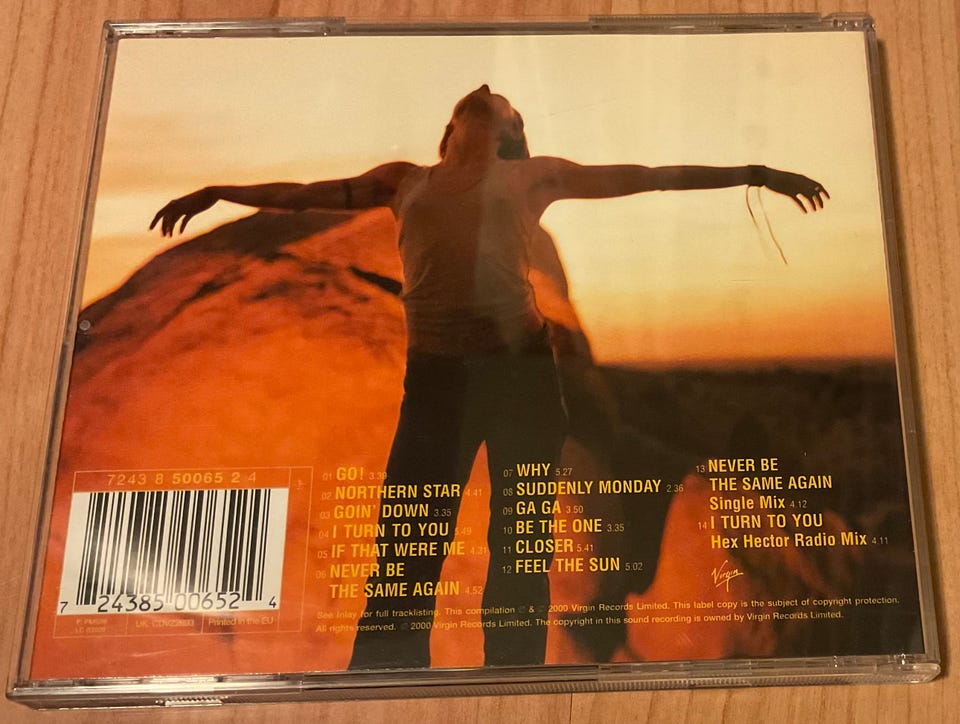 7243 8 50065 2 4
7 24385 00652 4
UK: CDV22893
Printed in the EU
01 GO! 3.39
02 NORTHERN STAR 4.41
03 GOIN' DOWN 3.35
04 I TURN TO YOU 5.49
05 IF THAT WERE ME 4.31
06 NEVER BE
THE SAME AGAIN 4.52
07 WHY 5.27
08 SUDDENLY MONDAY 2.36
09 GA GA 3.50
10 BE THE ONE 3.35
11 CLOSER 5.41
12 FEEL THE SUN 5.02
13 NEVER BE
THE SAME AGAIN
Single Mix 4.12
14 I TURN TO YOU
Hex Hector Radio Mix 4.11
Virgin
See Inlay for full tracklisting. This compilation ℗ & © 2000 Virgin Records Limited. This label copy is the subject of copyright protection.
All rights reserved. © 2000 Virgin Records Limited. The copyright in this sound recording is owned by Virgin Records Limited.